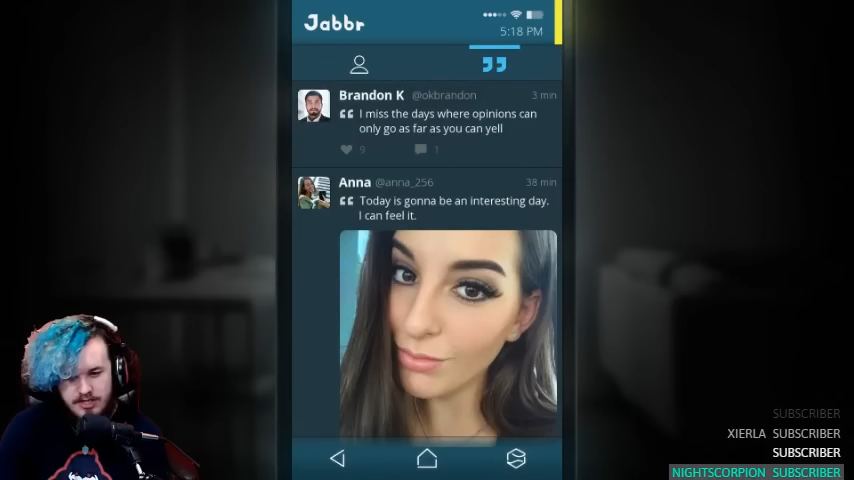 Jabbr
5:18 PM
Brandon K @okbrandon 3 min
I miss the days where opinions can
only go as far as you can yell
9 1
Anna @anna_256 38 min
Today is gonna be an interesting day.
I can feel it.
SUBSCRIBER
XIERLA SUBSCRIBER
SUBSCRIBER
NIGHTSCORPION SUBSCRIBER